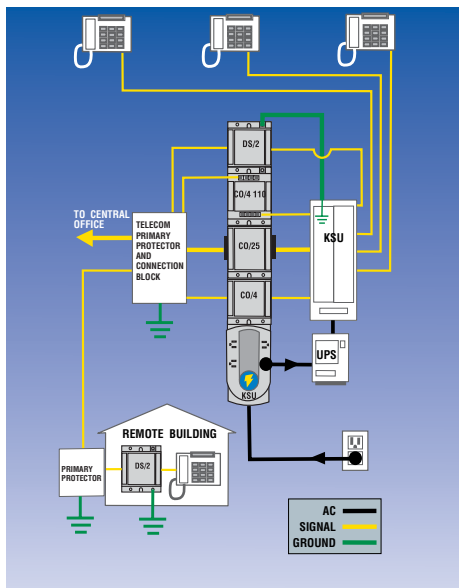 DS/2
CO/4 110
TO CENTRAL
OFFICE
TELECOM
PRIMARY
PROTECTOR
AND
CONNECTION
BLOCK
CO/25
KSU
CO/4
UPS
KSU
REMOTE BUILDING
PRIMARY
PROTECTOR
DS/2
AC
SIGNAL
GROUND